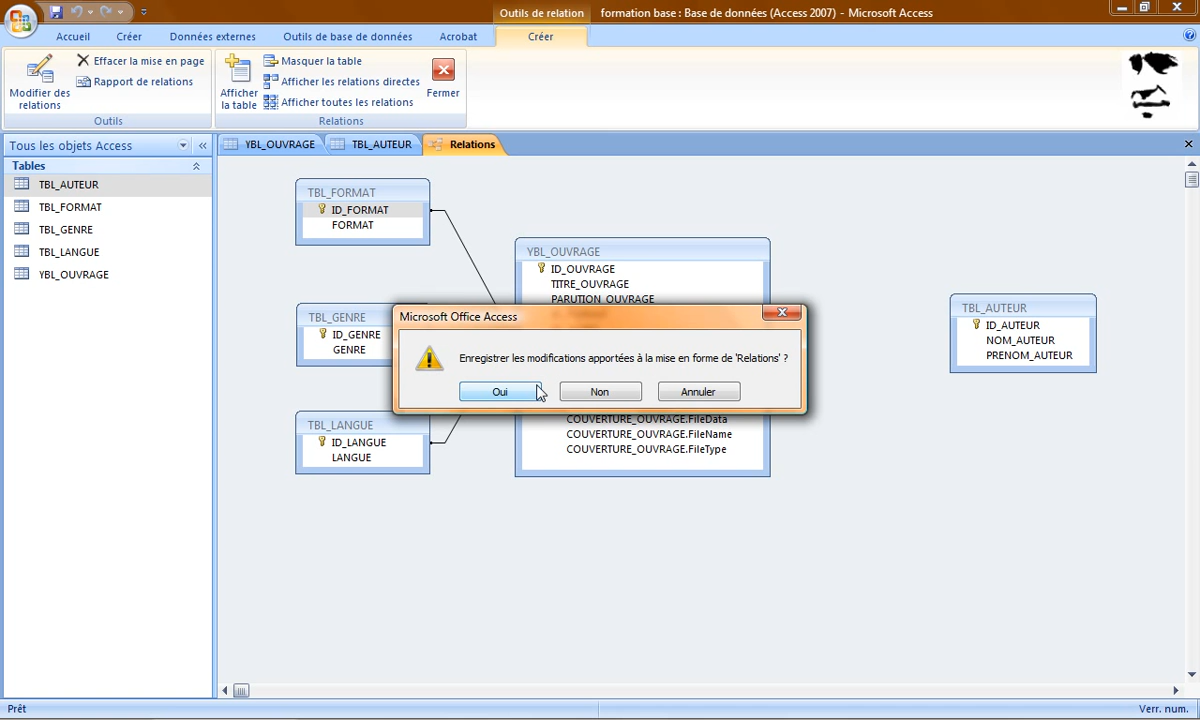 Outils de relation
formation base : Base de données (Access 2007) - Microsoft Access
Accueil
Créer
Données externes
Outils de base de données
Acrobat
Créer
Modifier des
relations
Effacer la mise en page
Rapport de relations
Outils
Afficher
la table
Masquer la table
Afficher les relations directes
Afficher toutes les relations
Fermer
Relations
Tous les objets Access
Tables
TBL_AUTEUR
TBL_FORMAT
TBL_GENRE
TBL_LANGUE
YBL_OUVRAGE
YBL_OUVRAGE
TBL_AUTEUR
Relations
TBL_FORMAT
ID_FORMAT
FORMAT
TBL_GENRE
ID_GENRE
GENRE
TBL_LANGUE
ID_LANGUE
LANGUE
YBL_OUVRAGE
ID_OUVRAGE
TITRE_OUVRAGE
PARUTION_OUVRAGE
Microsoft Office Access
Enregistrer les modifications apportées à la mise en forme de 'Relations' ?
Oui
Non
Annuler
COUVERTURE_OUVRAGE.FileData
COUVERTURE_OUVRAGE.FileName
COUVERTURE_OUVRAGE.FileType
TBL_AUTEUR
ID_AUTEUR
NOM_AUTEUR
PRENOM_AUTEUR
Prêt
Verr. num.